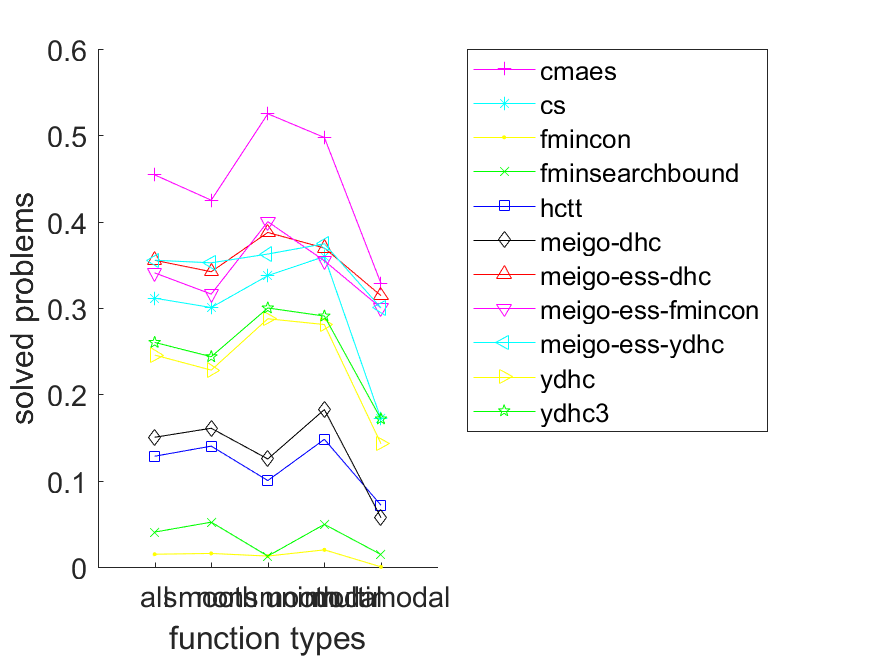 0.6
0.5
0.4
0.3
0.2
0.1
0
solved problems
all
function types
cmaes
cs
fmincon
fminsearchbound
hctt
meigo-dhc
meigo-ess-dhc
meigo-ess-fmincon
meigo-ess-ydhc
ydhc
ydhc3